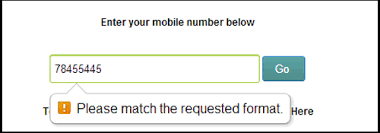 Enter your mobile number below
78455445
Go
Please match the requested format.
Here